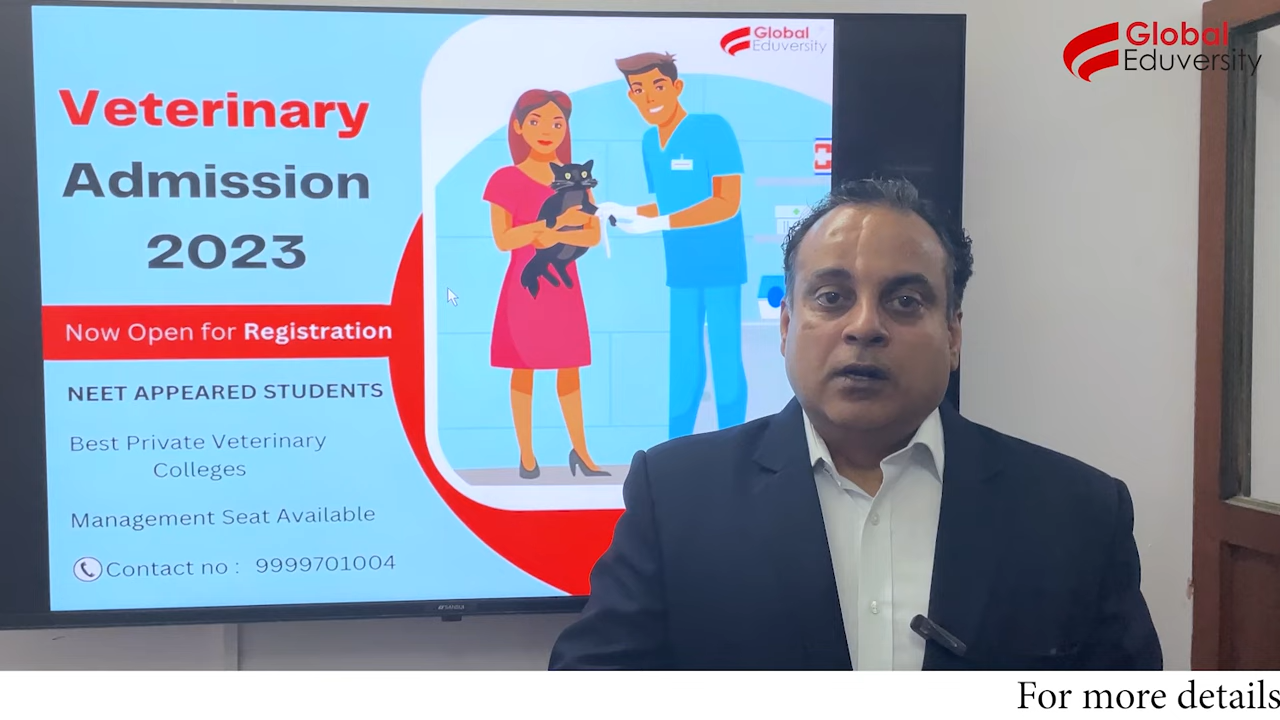 Global
Eduversity
Global
Eduversity
Veterinary
Admission
2023
Now Open for Registration
NEET APPEARED STUDENTS
Best Private Veterinary
Colleges
Management Seat Available
Contact no : 9999701004
For more details